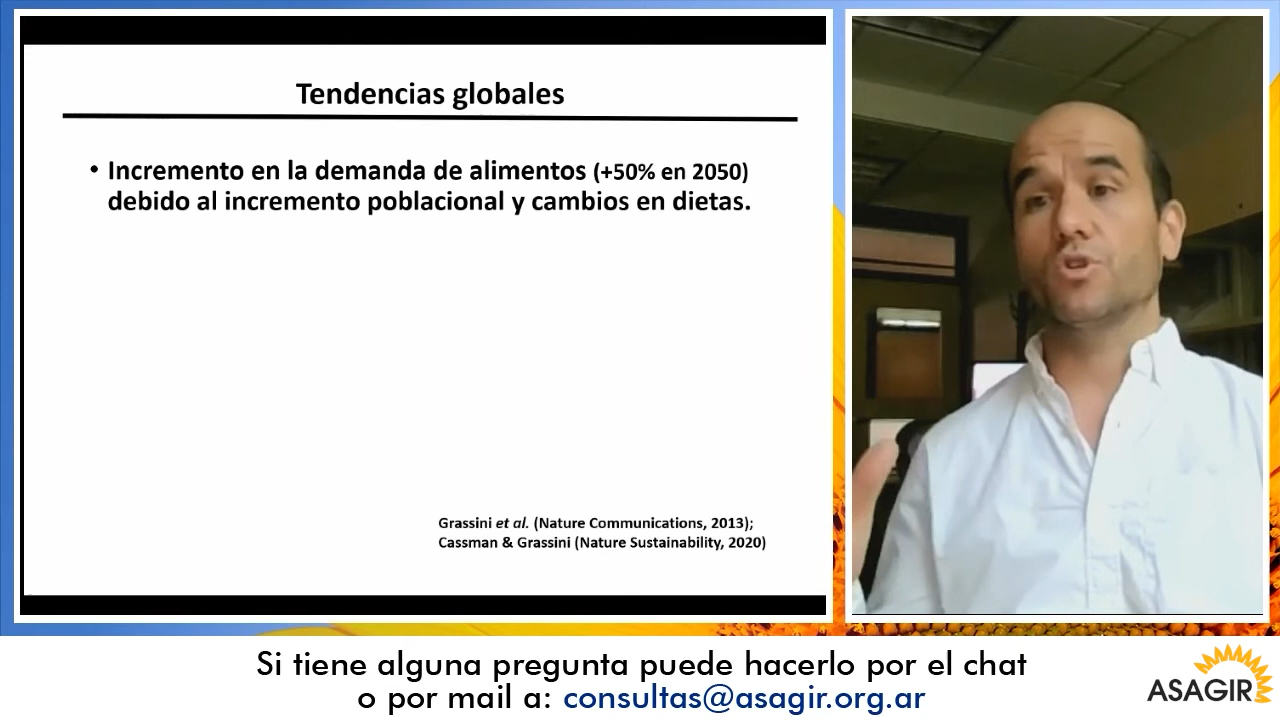 Tendencias globales
• Incremento en la demanda de alimentos (+50% en 2050)
debido al incremento poblacional y cambios en dietas.
Grassini et al. (Nature Communications, 2013);
Cassman & Grassini (Nature Sustainability, 2020)
Si tiene alguna pregunta puede hacerlo por el chat
o por mail a: consultas@asagir.org.ar
ASAGIR